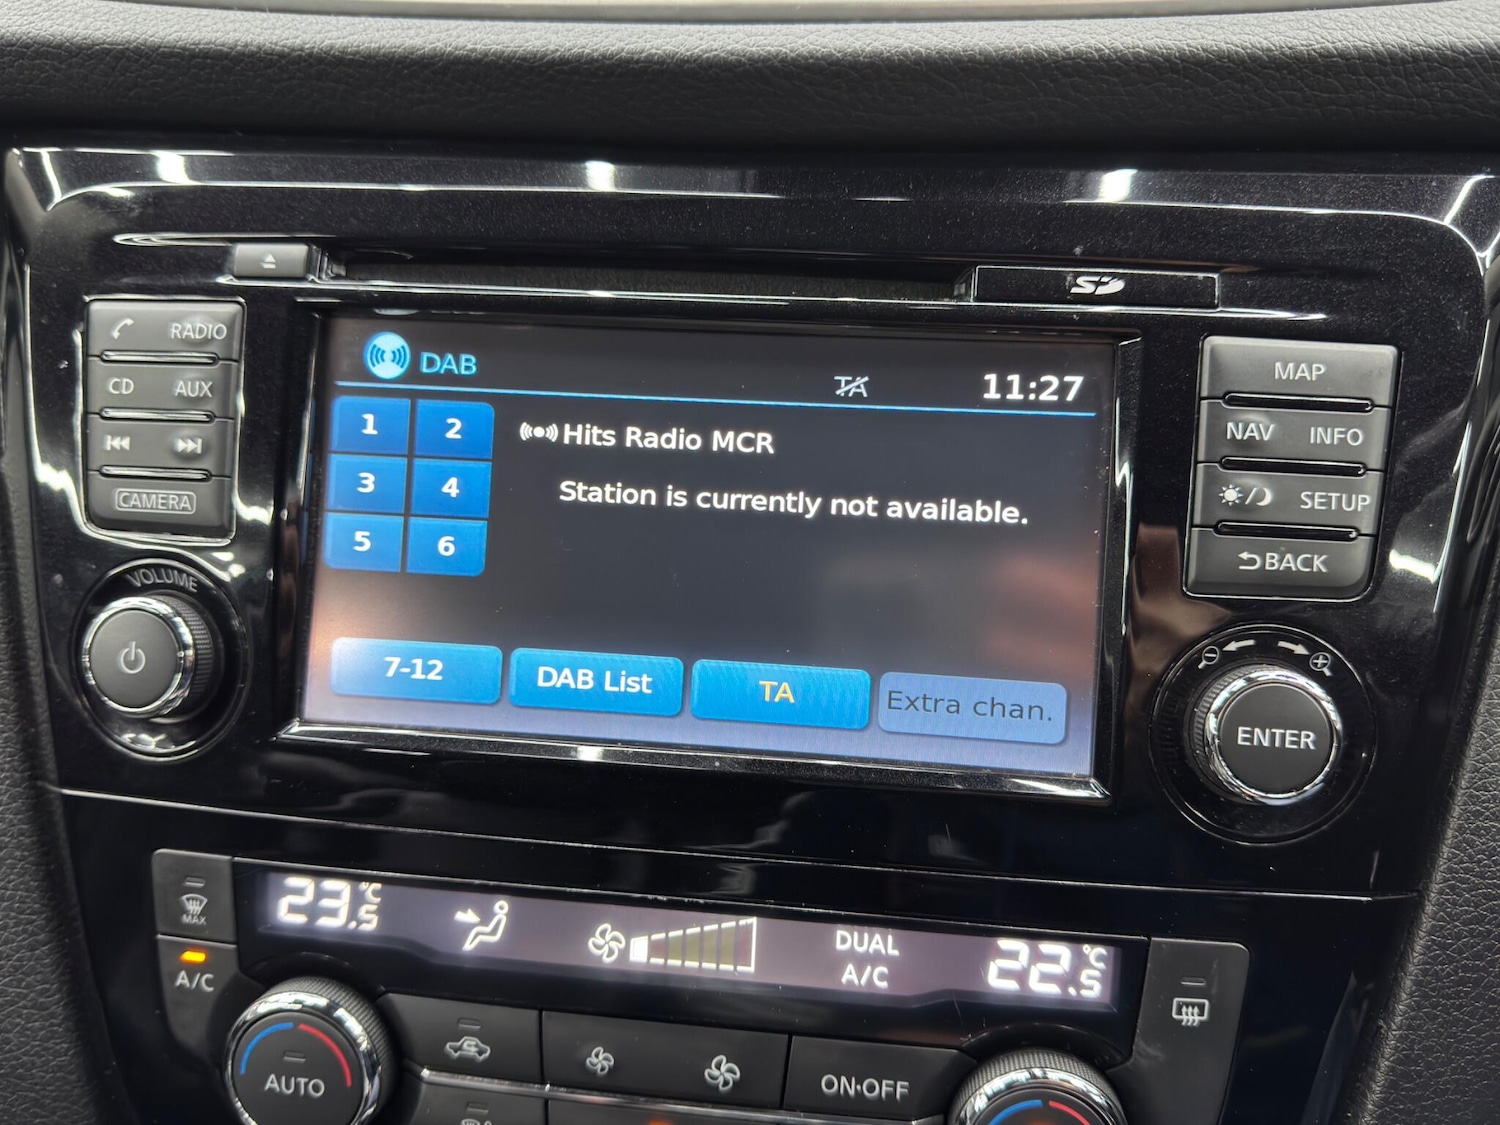 SD
RADIO
CD AUX
CAMERA
VOLUME
DAB
TA
11:27
1 2
3 4
5 6
Hits Radio MCR
Station is currently not available.
7-12
DAB List
TA
Extra chan.
MAP
NAV INFO
SETUP
BACK
ENTER
MAX
A/C
23.5°C
DUAL
A/C
22.5°C
AUTO
ON·OFF